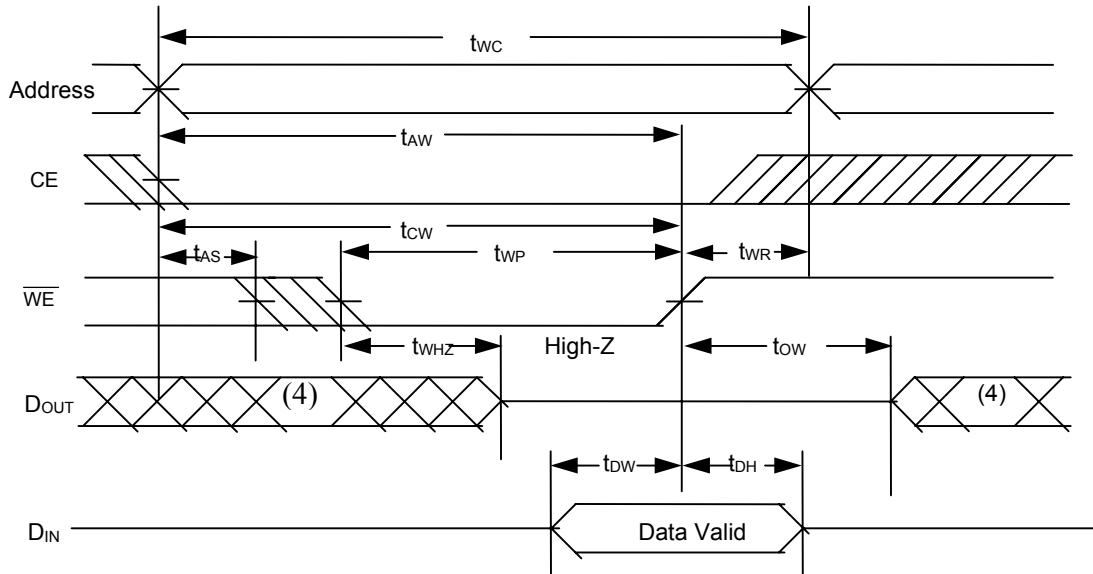 tWC
Address
tAW
CE
tCW
tAS
tWP
tWR
WE
tWHZ
High-Z
tOW
DOUT
(4)
(4)
tDW
tDH
DIN
Data Valid